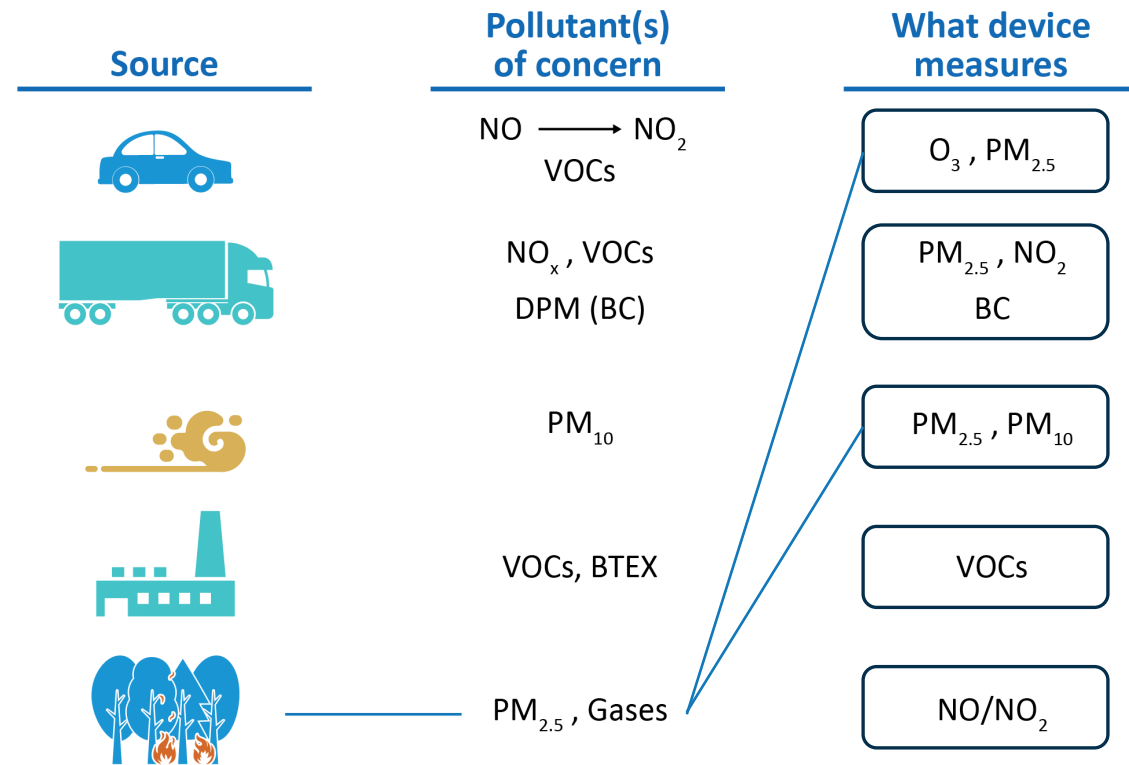 Source
Pollutant(s)
of concern
What device
measures
NO ⟶ NO₂
VOCs
O₃ , PM₂.₅
NOₓ , VOCs
DPM (BC)
PM₂.₅ , NO₂
BC
PM₁₀
PM₂.₅ , PM₁₀
VOCs, BTEX
VOCs
PM₂.₅ , Gases
NO/NO₂